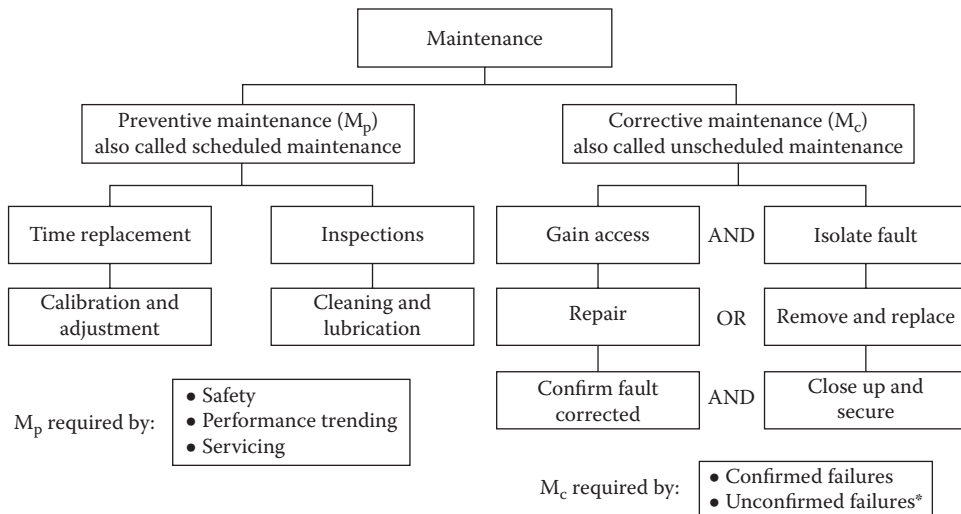 Maintenance
Preventive maintenance (Mp)
also called scheduled maintenance
Corrective maintenance (Mc)
also called unscheduled maintenance
Time replacement
Inspections
Gain access
AND
Isolate fault
Calibration and
adjustment
Cleaning and
lubrication
Repair
OR
Remove and replace
Confirm fault
corrected
AND
Close up and
secure
Mp required by:
• Safety
• Performance trending
• Servicing
Mc required by:
• Confirmed failures
• Unconfirmed failures*